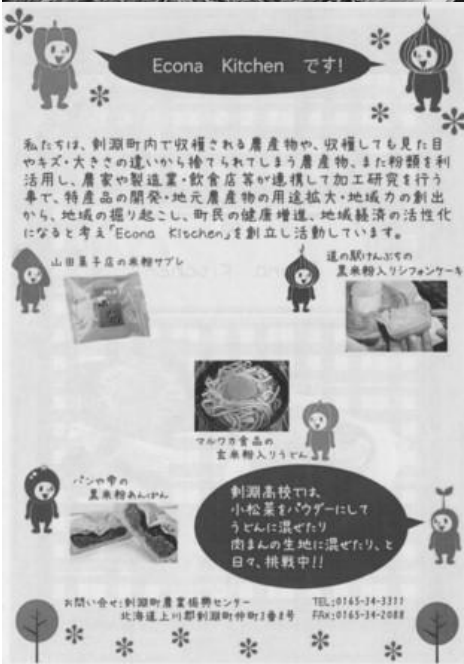 Econa Kitchen です!
私たちは、剣淵町内で収穫される農産物や、収穫しても見た目
やキズ・大きさの違いから捨てられてしまう農産物、また粉類を利
活用し、農家や製造業・飲食店等が連携して加工研究を行う
事で、特産品の開発・地元農産物の用途拡大・地域力の創出
から、地域の掘り起こし、町民の健康増進、地域経済の活性化
になると考え「Econa Kitchen」を創立し活動しています。
山田菓子店の米粉サブレ
道の駅けんぶちの
黒米粉入りシフォンケーキ
マルワカ食品の
玄米粉入りうどん
パンや雫の
黒米粉あんぱん
剣淵高校では、
小松菜をパウダーにして
うどんに混ぜたり
肉まんの生地に混ぜたり、と
日々、挑戦中!!
お問い合せ:剣淵町農業振興センター
北海道上川郡剣淵町仲町3番8号
TEL:0165-34-3311
FAX:0165-34-2088